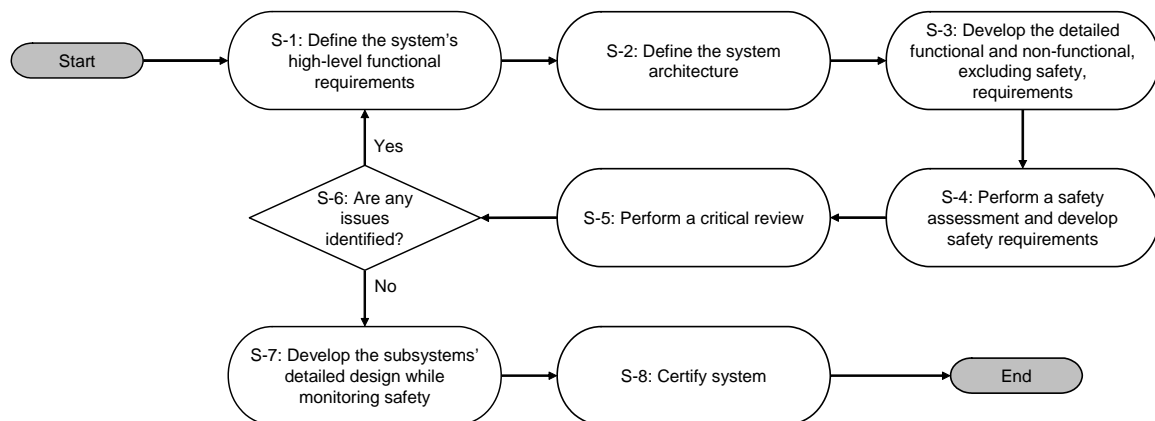 Start
S-1: Define the system's
high-level functional
requirements
S-2: Define the system
architecture
S-3: Develop the detailed
functional and non-functional,
excluding safety,
requirements
Yes
S-6: Are any
issues
identified?
S-5: Perform a critical review
S-4: Perform a safety
assessment and develop
safety requirements
No
S-7: Develop the subsystems'
detailed design while
monitoring safety
S-8: Certify system
End